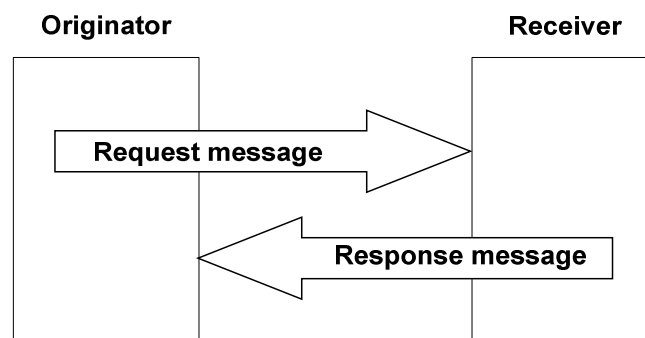 Originator
Receiver
Request message
Response message